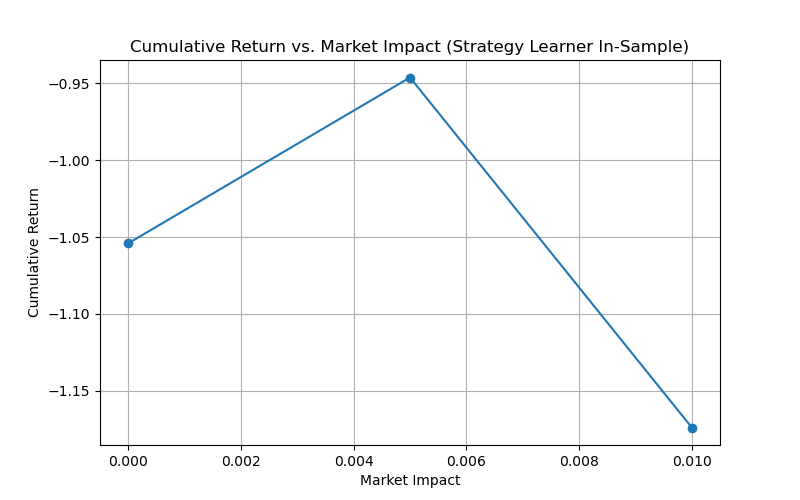 Cumulative Return vs. Market Impact (Strategy Learner In-Sample)
Cumulative Return
−0.95
−1.00
−1.05
−1.10
−1.15
0.000 0.002 0.004 0.006 0.008 0.010
Market Impact